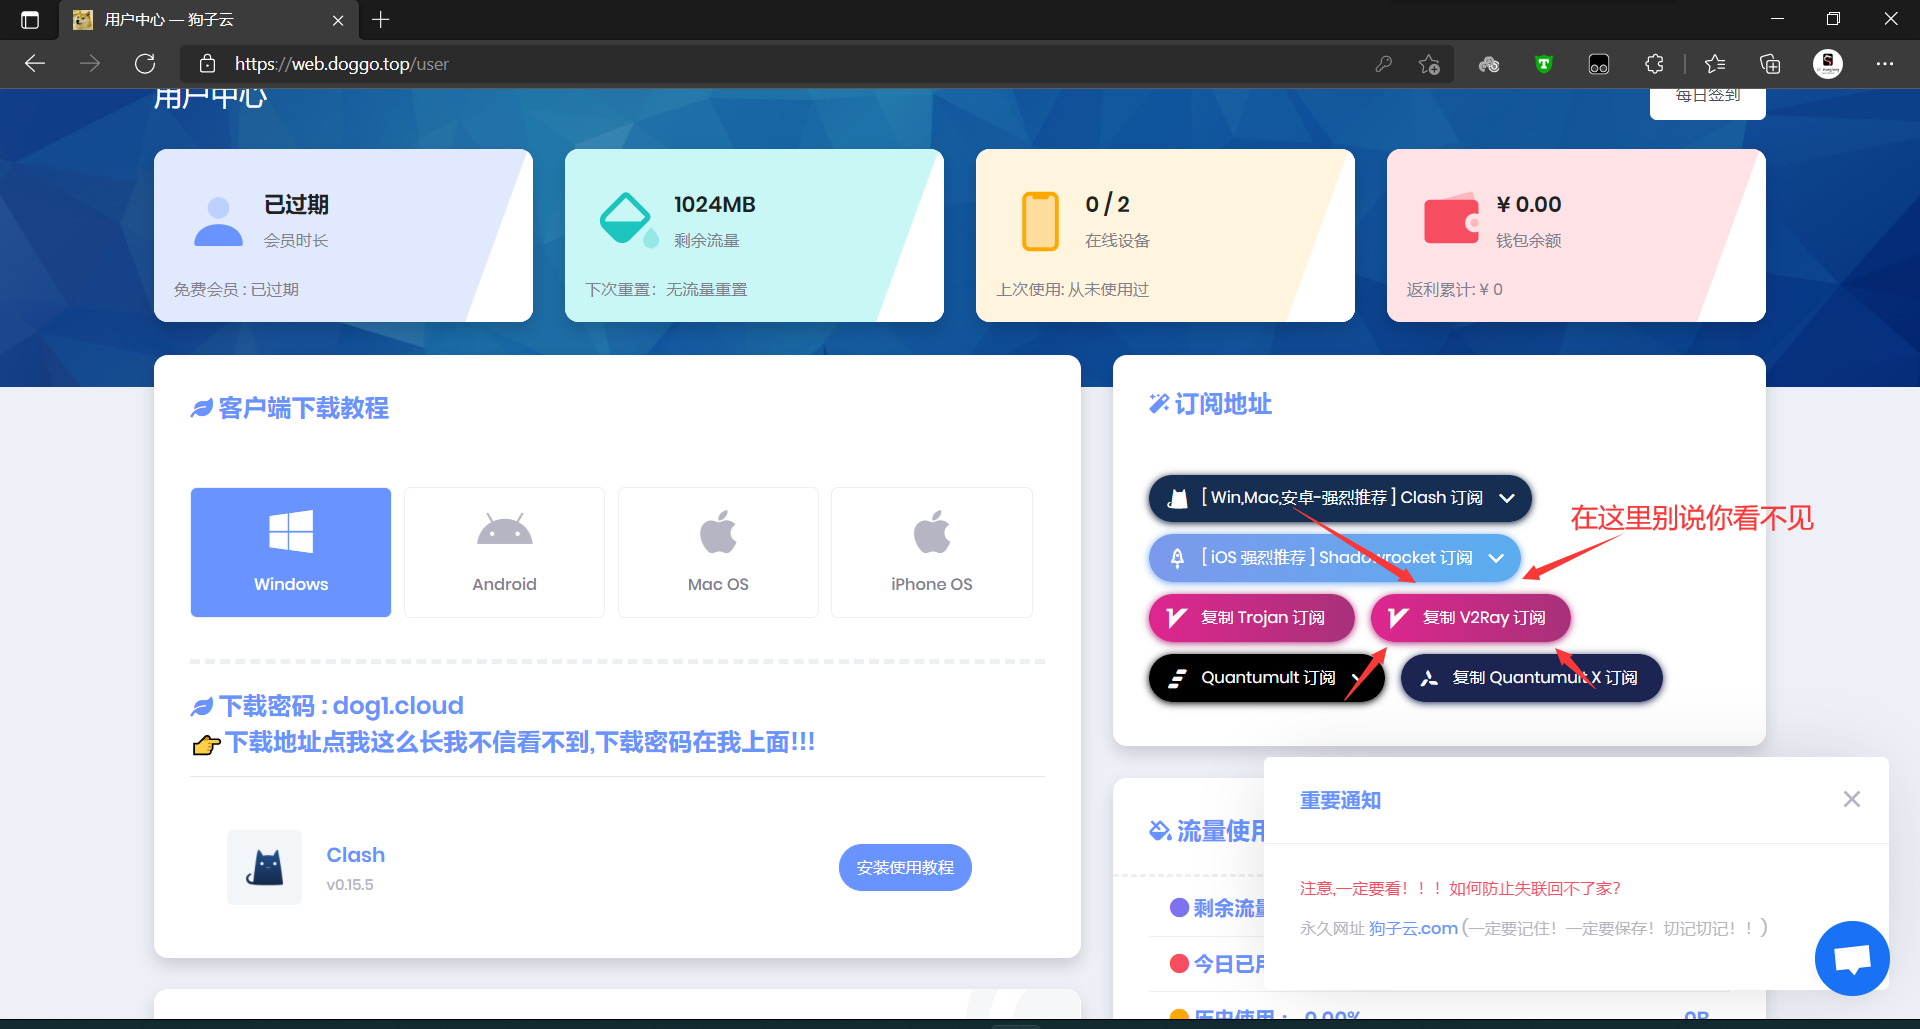 用户中心 — 狗子云
https://web.doggo.top/user
用户中心
每日签到
已过期
会员时长
免费会员 : 已过期
1024MB
剩余流量
下次重置：无流量重置
0 / 2
在线设备
上次使用: 从未使用过
¥ 0.00
钱包余额
返利累计: ¥ 0
客户端下载教程
Windows
Android
Mac OS
iPhone OS
下载密码 : dog1.cloud
下载地址点我这么长我不信看不到,下载密码在我上面!!!
Clash
v0.15.5
安装使用教程
订阅地址
[ Win,Mac,安卓-强烈推荐 ] Clash 订阅
在这里别说你看不见
[ iOS 强烈推荐 ] Shadowrocket 订阅
复制 Trojan 订阅
复制 V2Ray 订阅
Quantumult 订阅
复制 Quantumult X 订阅
流量使用
剩余流量
今日已用
历史使用 : 0.00%
0B
重要通知
注意,一定要看！！！如何防止失联回不了家?
永久网址 狗子云.com (一定要记住！一定要保存！切记切记！！)